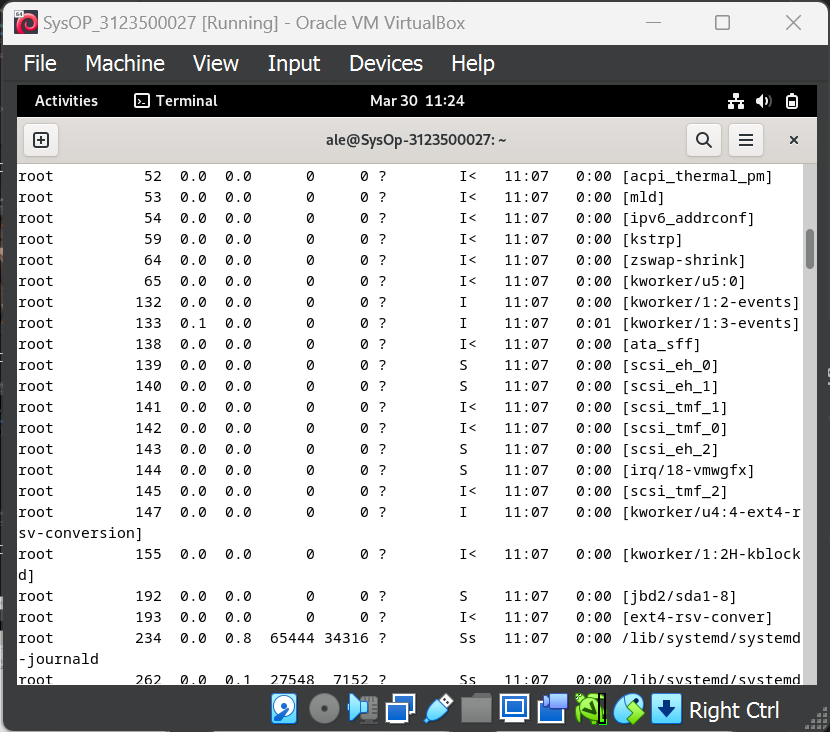 64
SysOP_3123500027 [Running] - Oracle VM VirtualBox
File Machine View Input Devices Help
Activities Terminal Mar 30 11:24
ale@SysOp-3123500027: ~
root 52 0.0 0.0 0 0 ? I< 11:07 0:00 [acpi_thermal_pm]
root 53 0.0 0.0 0 0 ? I< 11:07 0:00 [mld]
root 54 0.0 0.0 0 0 ? I< 11:07 0:00 [ipv6_addrconf]
root 59 0.0 0.0 0 0 ? I< 11:07 0:00 [kstrp]
root 64 0.0 0.0 0 0 ? I< 11:07 0:00 [zswap-shrink]
root 65 0.0 0.0 0 0 ? I< 11:07 0:00 [kworker/u5:0]
root 132 0.0 0.0 0 0 ? I 11:07 0:00 [kworker/1:2-events]
root 133 0.1 0.0 0 0 ? I 11:07 0:01 [kworker/1:3-events]
root 138 0.0 0.0 0 0 ? I< 11:07 0:00 [ata_sff]
root 139 0.0 0.0 0 0 ? S 11:07 0:00 [scsi_eh_0]
root 140 0.0 0.0 0 0 ? S 11:07 0:00 [scsi_eh_1]
root 141 0.0 0.0 0 0 ? I< 11:07 0:00 [scsi_tmf_1]
root 142 0.0 0.0 0 0 ? I< 11:07 0:00 [scsi_tmf_0]
root 143 0.0 0.0 0 0 ? S 11:07 0:00 [scsi_eh_2]
root 144 0.0 0.0 0 0 ? S 11:07 0:00 [irq/18-vmwgfx]
root 145 0.0 0.0 0 0 ? I< 11:07 0:00 [scsi_tmf_2]
root 147 0.0 0.0 0 0 ? I 11:07 0:00 [kworker/u4:4-ext4-r
sv-conversion]
root 155 0.0 0.0 0 0 ? I< 11:07 0:00 [kworker/1:2H-kblock
d]
root 192 0.0 0.0 0 0 ? S 11:07 0:00 [jbd2/sda1-8]
root 193 0.0 0.0 0 0 ? I< 11:07 0:00 [ext4-rsv-conver]
root 234 0.0 0.8 65444 34316 ? Ss 11:07 0:00 /lib/systemd/systemd
-journald
root 262 0.0 0.1 27548 7152 ? Ss 11:07 0:00 /lib/systemd/systemd
Right Ctrl